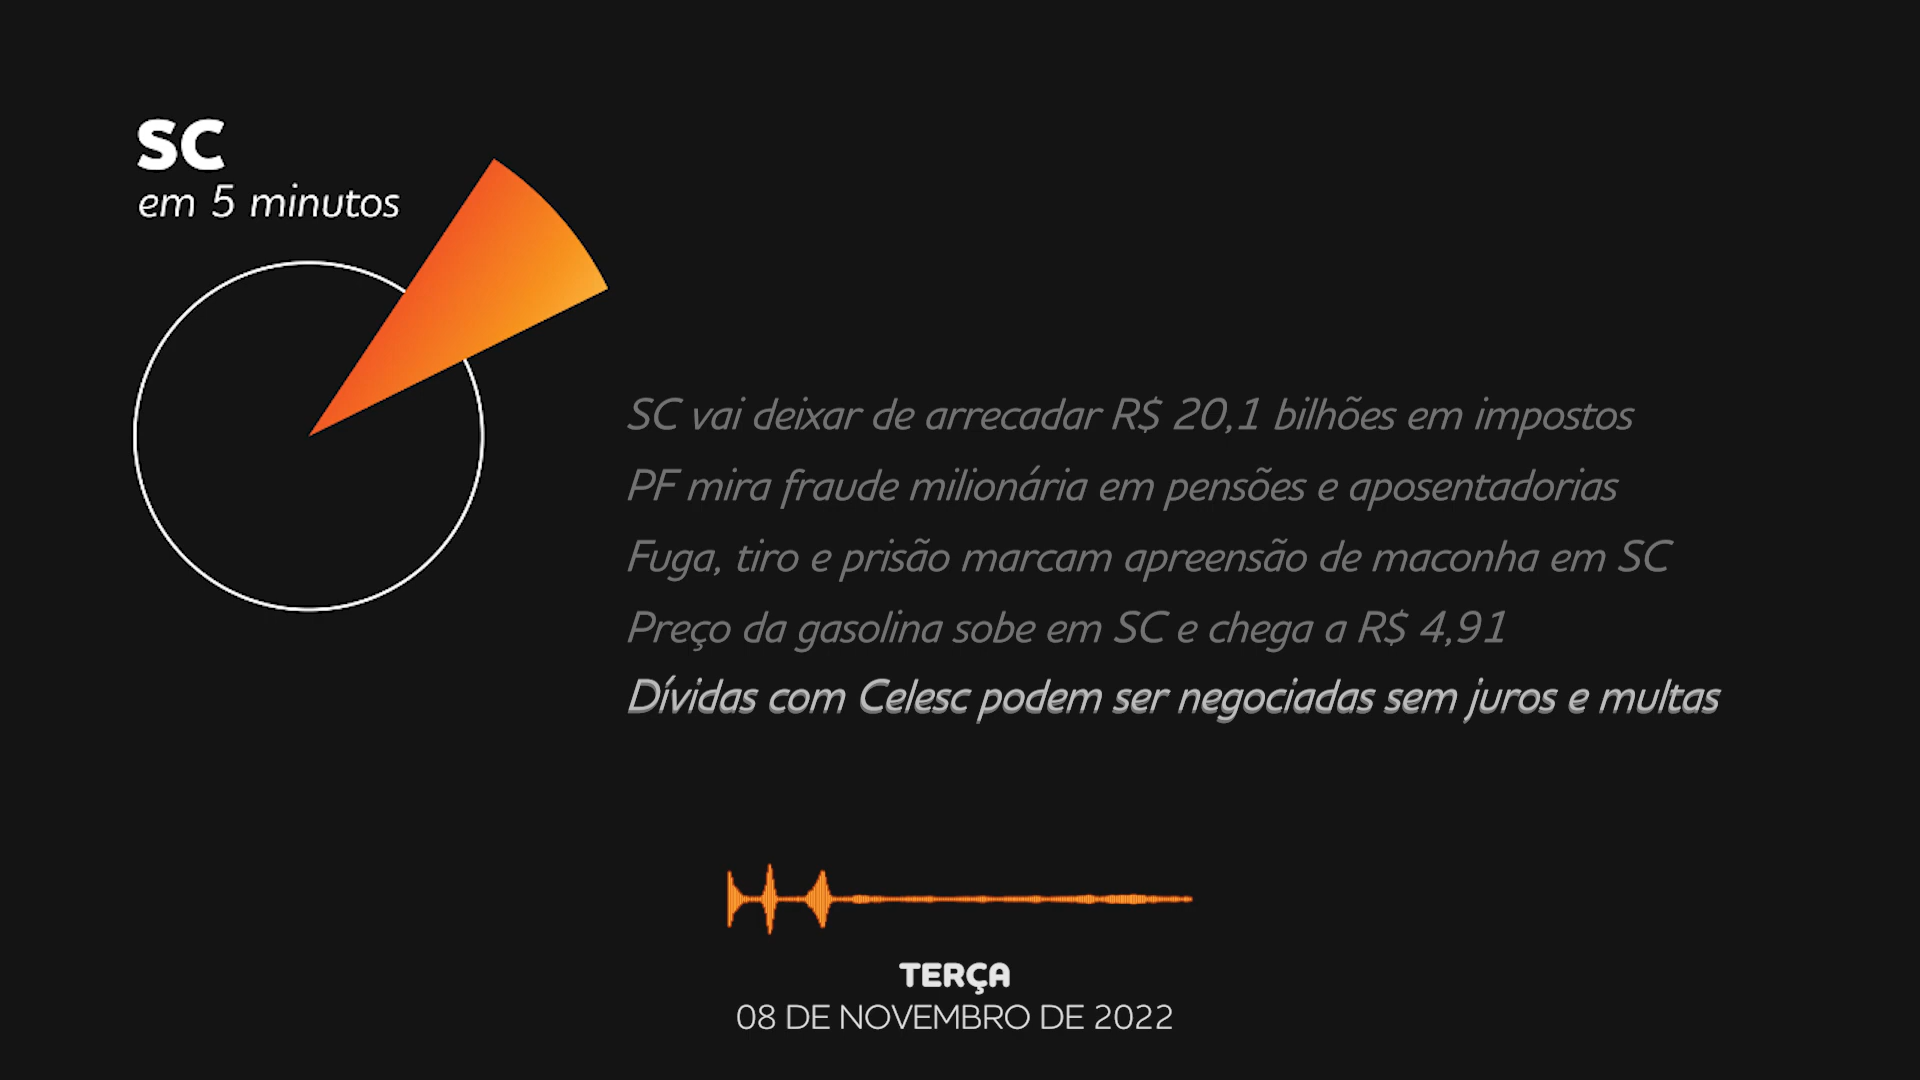 SC
em 5 minutos
SC vai deixar de arrecadar R$ 20,1 bilhões em impostos
PF mira fraude milionária em pensões e aposentadorias
Fuga, tiro e prisão marcam apreensão de maconha em SC
Preço da gasolina sobe em SC e chega a R$ 4,91
Dívidas com Celesc podem ser negociadas sem juros e multas
TERÇA
08 DE NOVEMBRO DE 2022